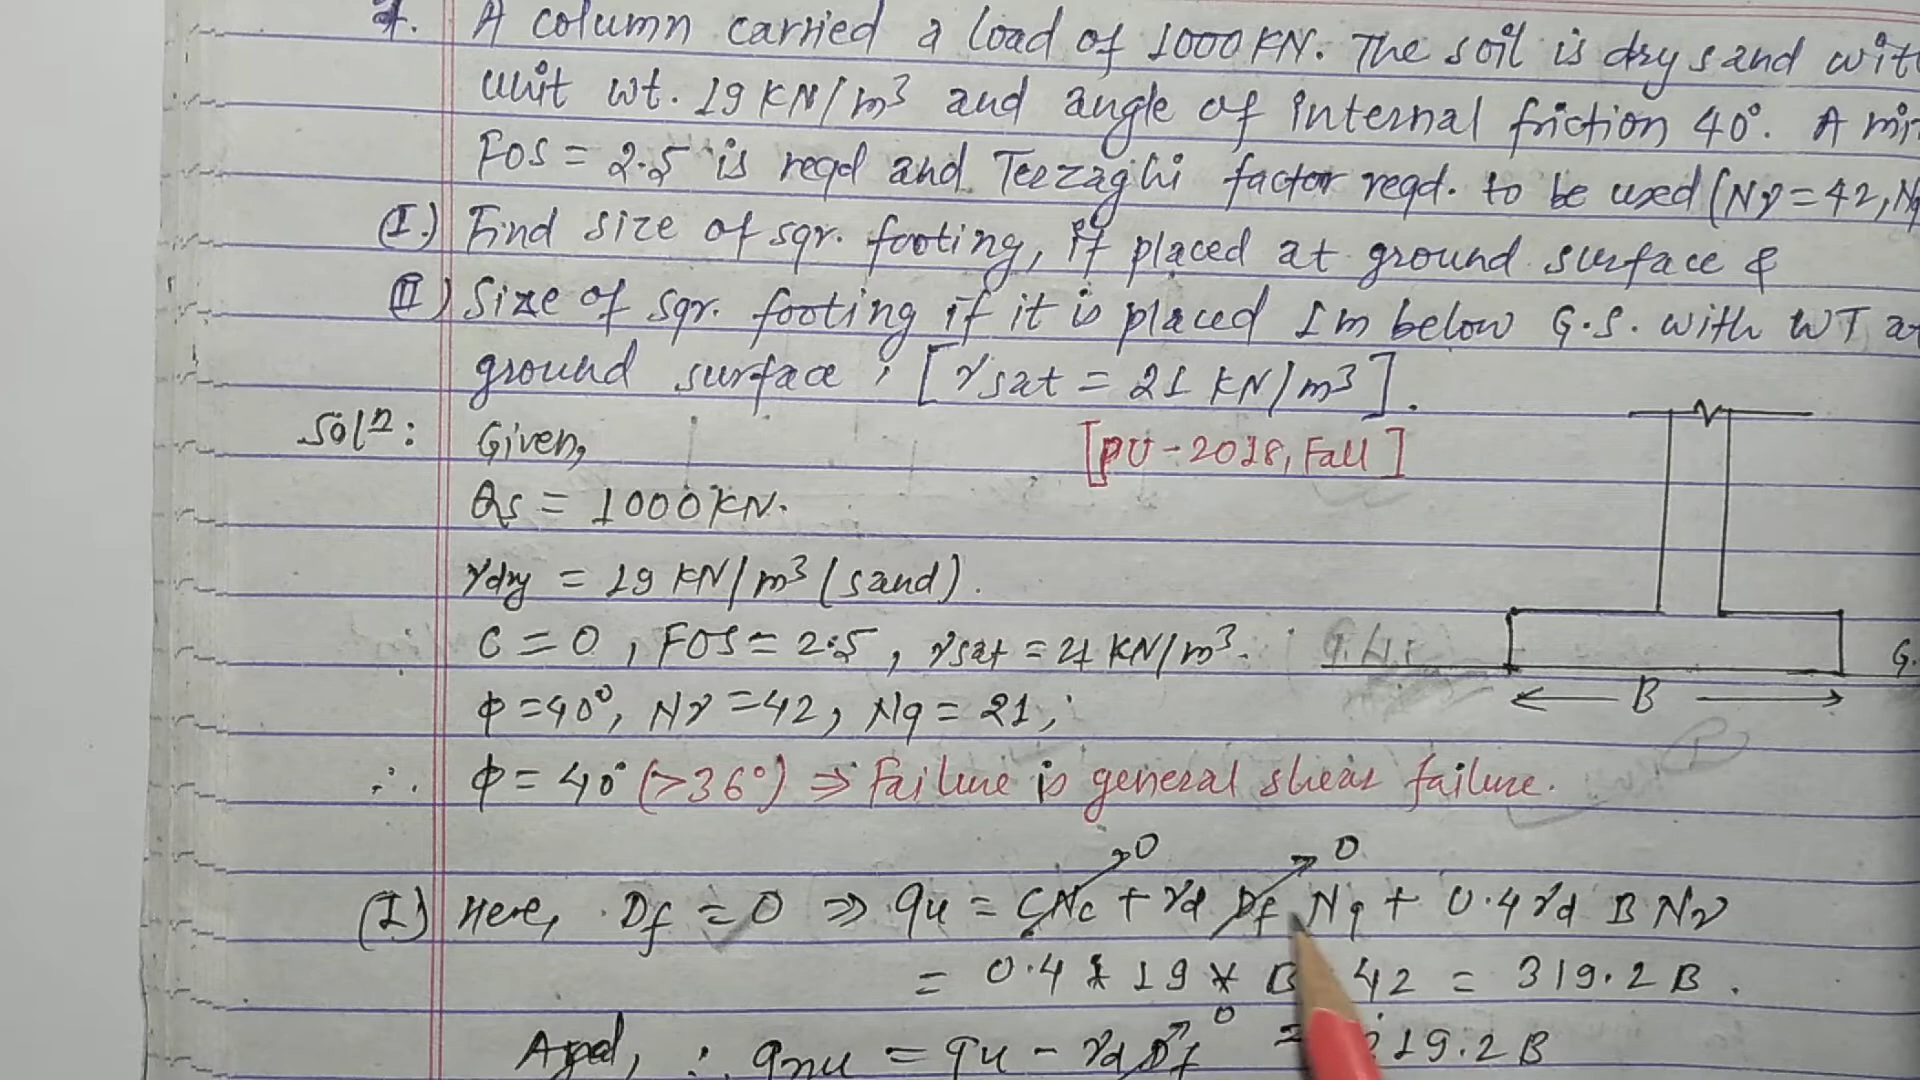 7. A column carried a load of 1000 KN. The soil is dry sand wit
unit wt. 19 KN/m3 and angle of internal friction 40°. A mi
FOS = 2.5 is reqd and Terzaghi factor reqd. to be used (Nγ = 42, N
(I.) Find size of sqr. footing, if placed at ground surface &
(II) Size of sqr. footing if it is placed 1m below G.S. with WT a
ground surface ; [γsat = 21 KN/m3].
Soln: Given, [PU-2018, Fall]
Qs = 1000 KN.
γdry = 19 KN/m3 (sand).
C = 0, FOS = 2.5, γsat = 21 KN/m3. G.
ϕ = 40°, Nγ = 42, Nq = 21,
B
∴ ϕ = 40° (>36°) ⇒ Failure is general shear failure.
0 0
(I) Here, Df = 0 ⇒ qu = CNc + γd Df Nq + 0.4 γd B Nγ
= 0.4 * 19 * B 42 = 319.2 B.
∴ qnu = qu - γd Df 0 = 319.2 B